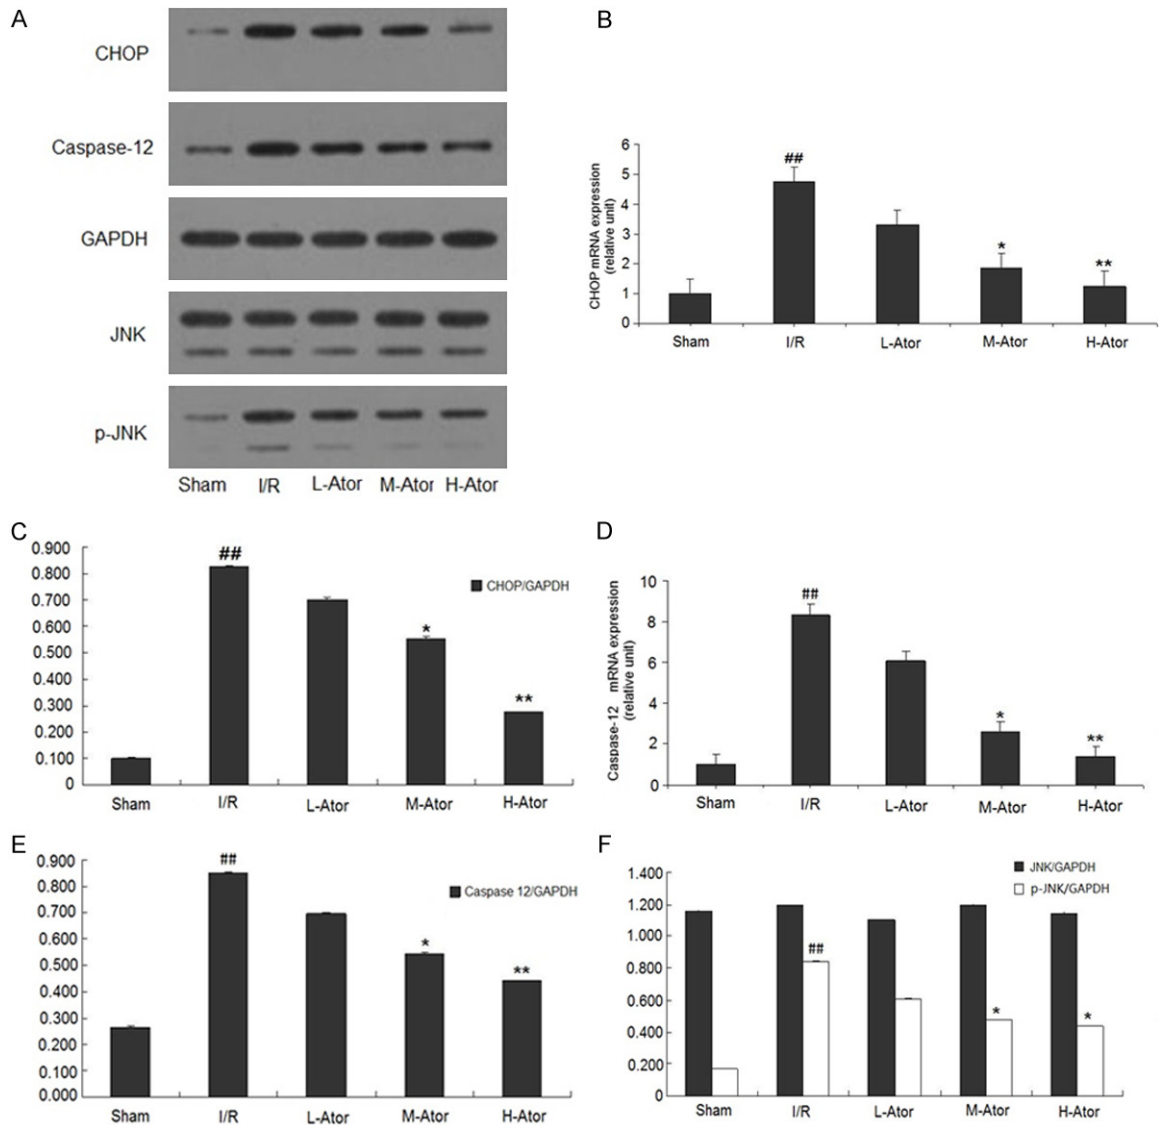 A
CHOP
Caspase-12
GAPDH
JNK
p-JNK
Sham I/R L-Ator M-Ator H-Ator
B
CHOP mRNA expression
(relative unit)
6
5
4
3
2
1
0
##
*
**
Sham I/R L-Ator M-Ator H-Ator
C
0.900
0.800
0.700
0.600
0.500
0.400
0.300
0.200
0.100
0
##
CHOP/GAPDH
*
**
Sham I/R L-Ator M-Ator H-Ator
D
Caspase-12 mRNA expression
(relative unit)
10
8
6
4
2
0
##
*
**
Sham I/R L-Ator M-Ator H-Ator
E
0.900
0.800
0.700
0.600
0.500
0.400
0.300
0.200
0.100
0.000
##
Caspase 12/GAPDH
*
**
Sham I/R L-Ator M-Ator H-Ator
F
JNK/GAPDH
p-JNK/GAPDH
1.400
1.200
1.000
0.800
0.600
0.400
0.200
0
##
*
*
Sham I/R L-Ator M-Ator H-Ator